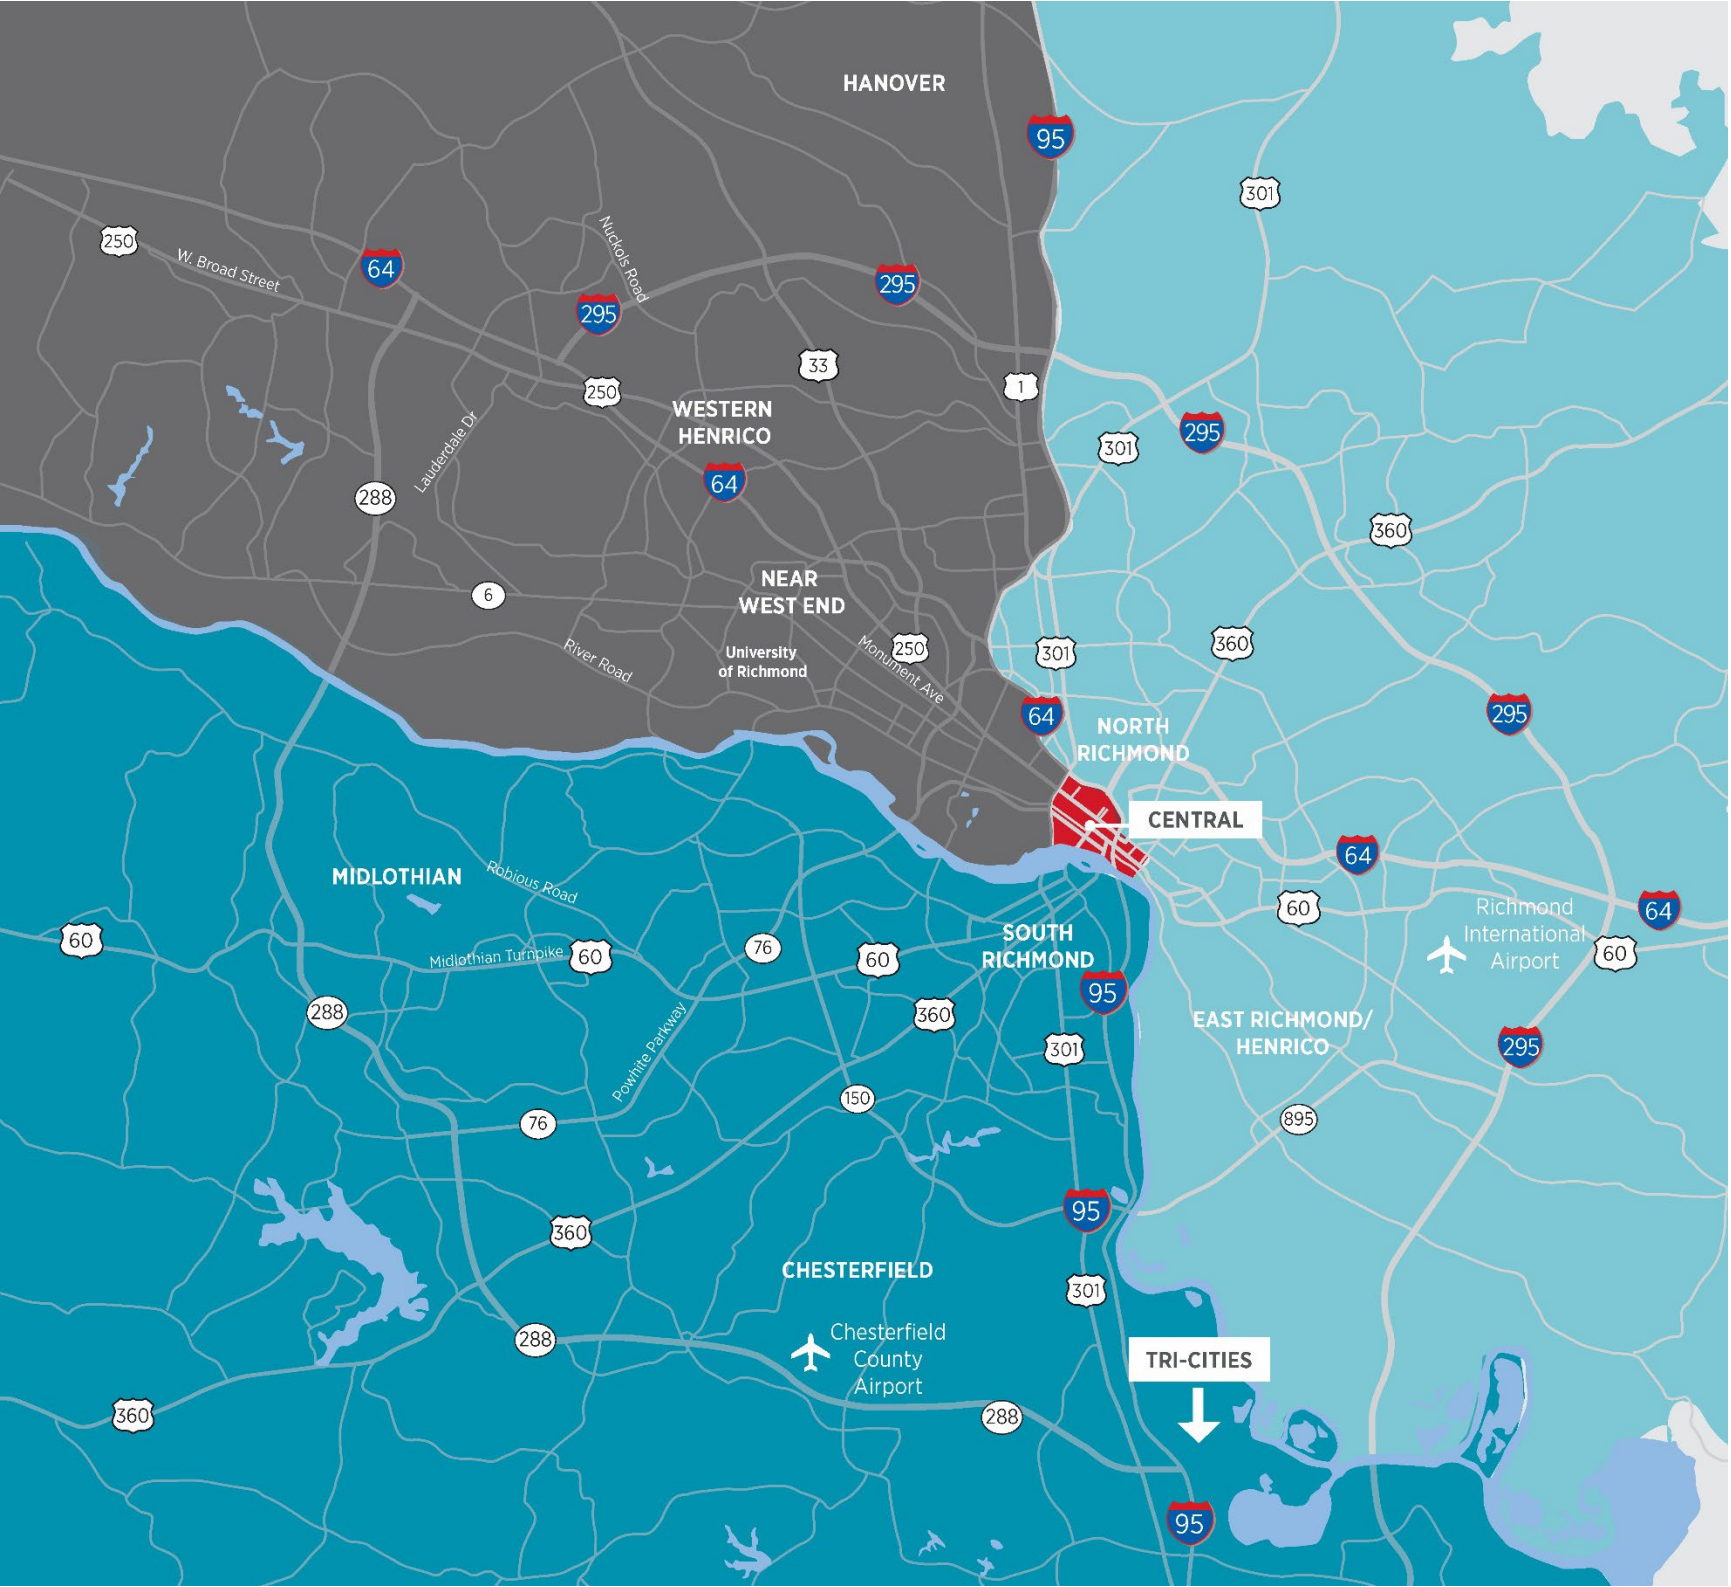 HANOVER
95
301
250
W. Broad Street
64
Nuckols Road
295
295
33
1
250
WESTERN
HENRICO
Lauderdale Dr
301
295
64
288
360
NEAR
WEST END
6
University
of Richmond
River Road
Monument Ave
250
301
360
64
NORTH
RICHMOND
295
CENTRAL
64
MIDLOTHIAN
Robious Road
60
Richmond
International
Airport
64
60
60
Midlothian Turnpike
60
76
60
SOUTH
RICHMOND
95
288
360
301
EAST RICHMOND/
HENRICO
295
Powhite Parkway
150
76
895
360
95
CHESTERFIELD
301
288
Chesterfield
County
Airport
TRI-CITIES
360
288
95